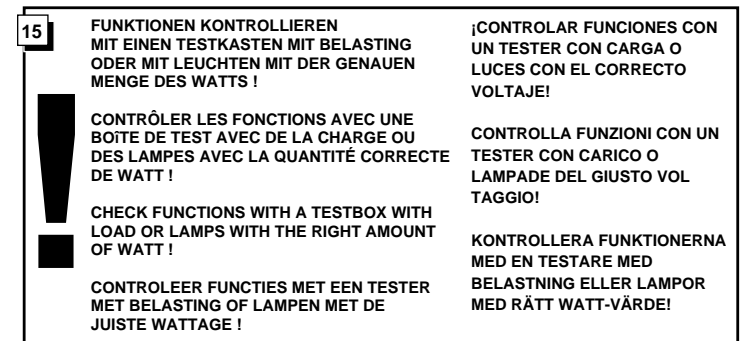 15
FUNKTIONEN KONTROLLIEREN
MIT EINEN TESTKASTEN MIT BELASTING
ODER MIT LEUCHTEN MIT DER GENAUEN
MENGE DES WATTS !
CONTRÔLER LES FONCTIONS AVEC UNE
BOîTE DE TEST AVEC DE LA CHARGE OU
DES LAMPES AVEC LA QUANTITÉ CORRECTE
DE WATT !
CHECK FUNCTIONS WITH A TESTBOX WITH
LOAD OR LAMPS WITH THE RIGHT AMOUNT
OF WATT !
CONTROLEER FUNCTIES MET EEN TESTER
MET BELASTING OF LAMPEN MET DE
JUISTE WATTAGE !
!
¡CONTROLAR FUNCIONES CON
UN TESTER CON CARGA O
LUCES CON EL CORRECTO
VOLTAJE!
CONTROLLA FUNZIONI CON UN
TESTER CON CARICO O
LAMPADE DEL GIUSTO VOL
TAGGIO!
KONTROLLERA FUNKTIONERNA
MED EN TESTARE MED
BELASTNING ELLER LAMPOR
MED RÄTT WATT-VÄRDE!